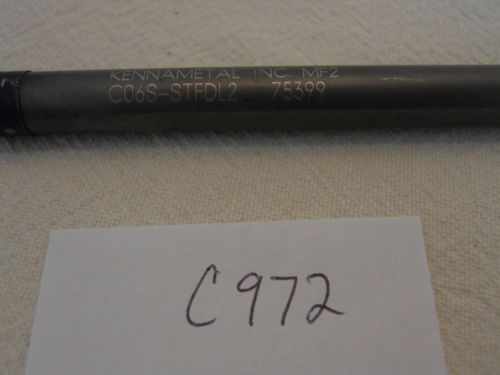 KENNAMETAL INC. MF2
C06S-STFDL2 75399
C972